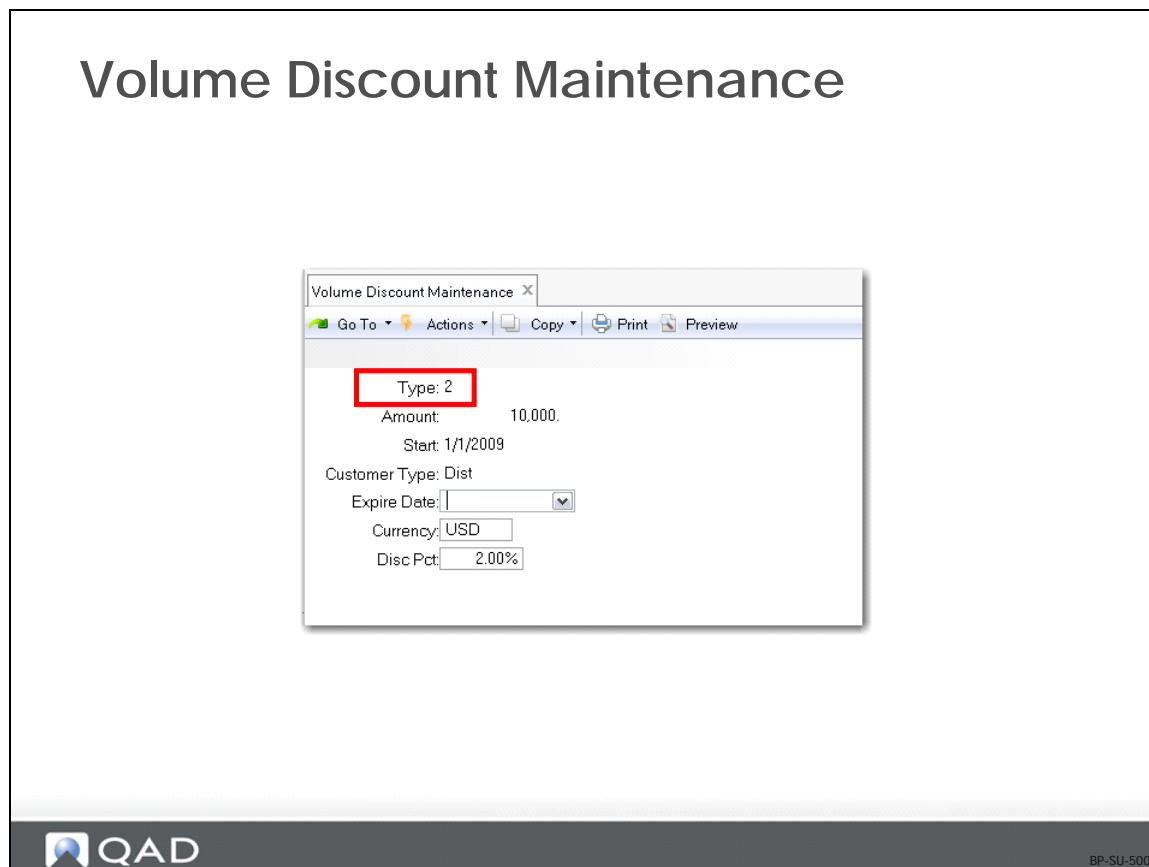 Volume Discount Maintenance
Volume Discount Maintenance
Go To Actions Copy Print Preview
Type: 2
Amount: 10,000.
Start: 1/1/2009
Customer Type: Dist
Expire Date:
Currency: USD
Disc Pct: 2.00%
QAD
BP-SU-500